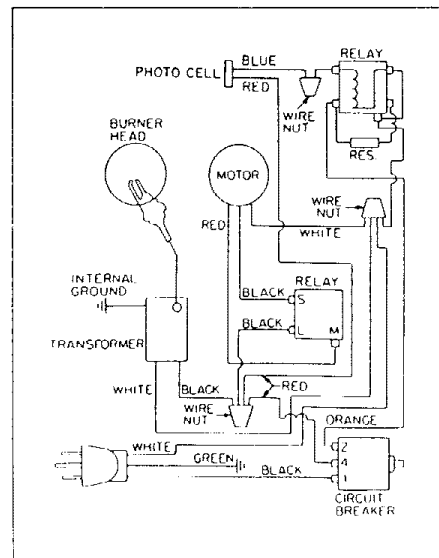 BLUE
RELAY
PHOTO CELL
RED
WIRE
NUT
RES.
BURNER
HEAD
MOTOR
WIRE
NUT
RED
WHITE
INTERNAL
GROUND
RELAY
BLACK
S
BLACK
L
M
TRANSFORMER
WHITE
BLACK
RED
WIRE
NUT
ORANGE
WHITE
2
GREEN
4
BLACK
1
CIRCUIT
BREAKER